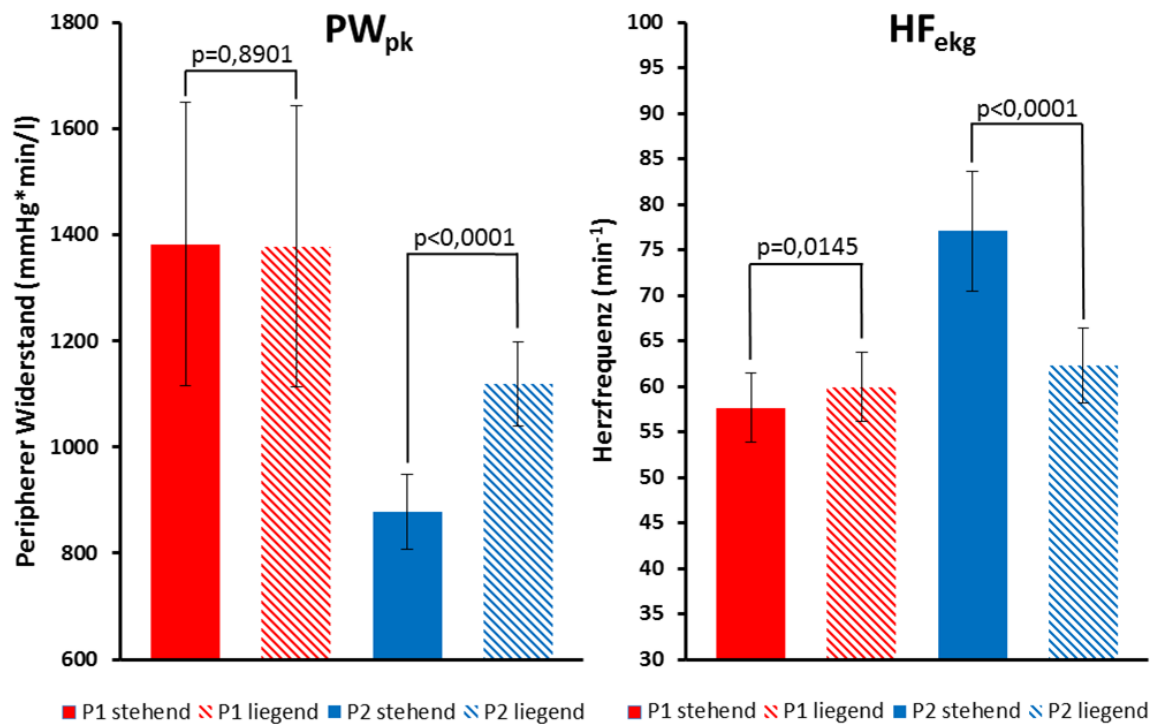 PW_pk
Peripherer Widerstand (mmHg*min/l)
1800
1600
1400
1200
1000
800
600
p=0,8901
p<0,0001
P1 stehend P1 liegend P2 stehend P2 liegend
HF_ekg
Herzfrequenz (min⁻¹)
100
95
90
85
80
75
70
65
60
55
50
45
40
35
30
p=0,0145
p<0,0001
P1 stehend P1 liegend P2 stehend P2 liegend